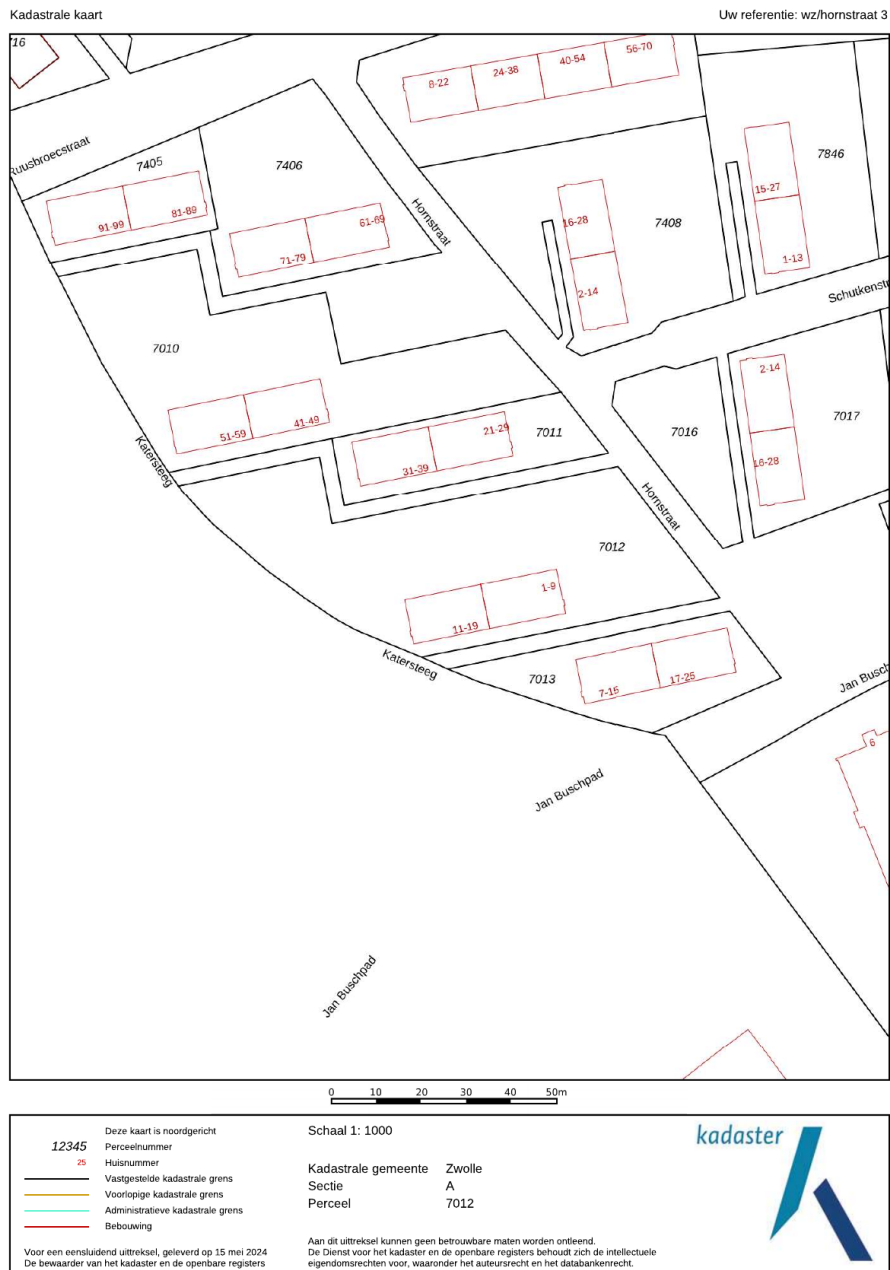 Kadastrale kaart
Uw referentie: wz/hornstraat 3
716
8-22
24-38
40-54
56-70
Ruusbroecstraat
7405
7406
7846
91-99
81-89
71-79
61-69
Hornstraat
16-28
7408
15-27
2-14
1-13
Schutkenstr
7010
2-14
51-59
41-49
21-29
7011
7016
7017
31-39
16-28
Katersteeg
Hornstraat
7012
1-9
11-19
Katersteeg
7013
7-15
17-25
Jan Busch
6
Jan Buschpad
Jan Buschpad
0 10 20 30 40 50m
Deze kaart is noordgericht
12345 Perceelnummer
25 Huisnummer
Vastgestelde kadastrale grens
Voorlopige kadastrale grens
Administratieve kadastrale grens
Bebouwing
Voor een eensluidend uittreksel, geleverd op 15 mei 2024
De bewaarder van het kadaster en de openbare registers
Schaal 1: 1000
Kadastrale gemeente Zwolle
Sectie A
Perceel 7012
Aan dit uittreksel kunnen geen betrouwbare maten worden ontleend.
De Dienst voor het kadaster en de openbare registers behoudt zich de intellectuele
eigendomsrechten voor, waaronder het auteursrecht en het databankenrecht.
kadaster